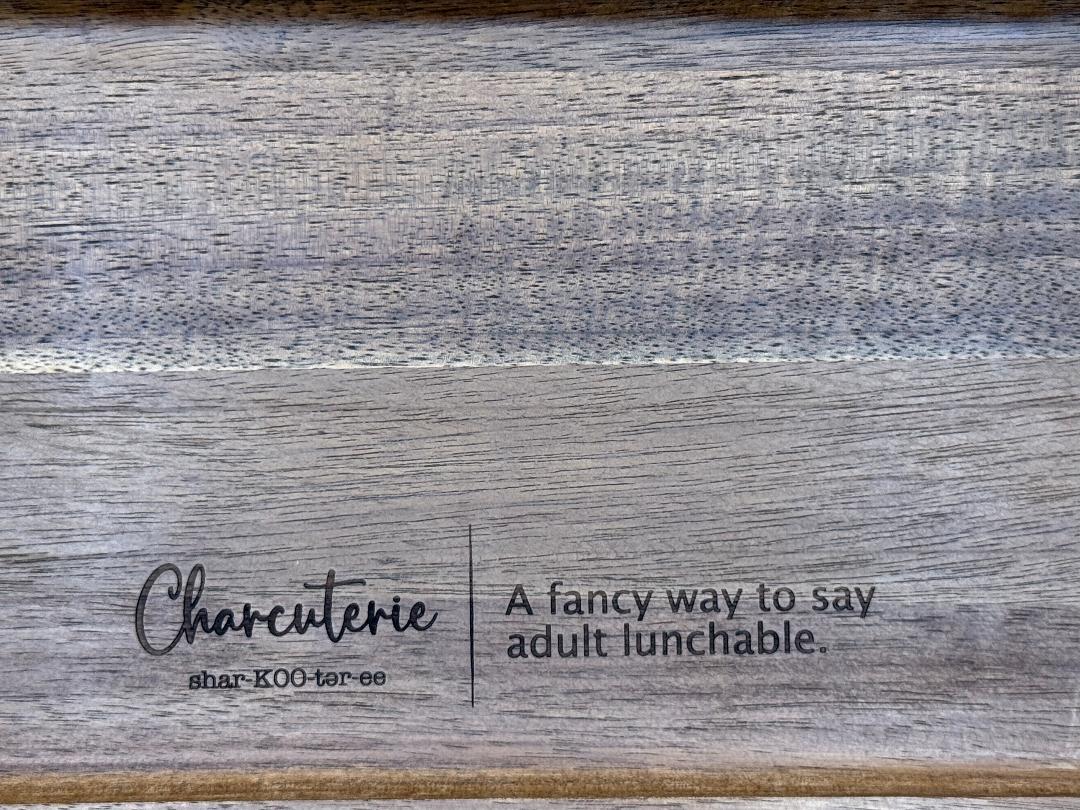 Charcuterie
shar-KOO-tər-ee
A fancy way to say
adult lunchable.